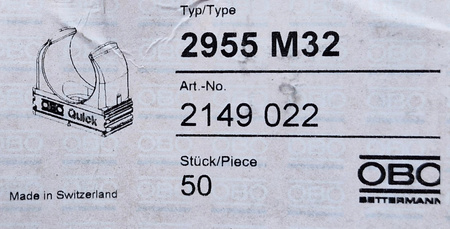 Typ/Type
2955 M32
Art.-No.
2149 022
Stück/Piece
50
OBO
BETTERMANN
OBO Quick
Made in Switzerland